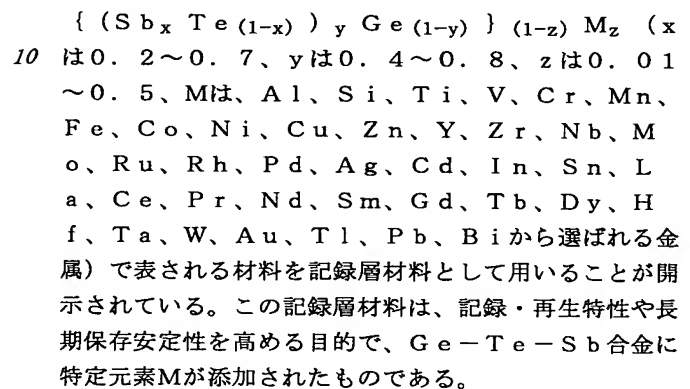 {（Sb_x Te_(1-x)）_y Ge_(1-y)}_(1-z) M_z （x
10 は0．2～0．7、yは0．4～0．8、zは0．01
～0．5、Mは、Al、Si、Ti、V、Cr、Mn、
Fe、Co、Ni、Cu、Zn、Y、Zr、Nb、M
o、Ru、Rh、Pd、Ag、Cd、In、Sn、L
a、Ce、Pr、Nd、Sm、Gd、Tb、Dy、H
f、Ta、W、Au、Tl、Pb、Biから選ばれる金
属）で表される材料を記録層材料として用いることが開
示されている。この記録層材料は、記録・再生特性や長
期保存安定性を高める目的で、Ge－Te－Sb合金に
特定元素Mが添加されたものである。